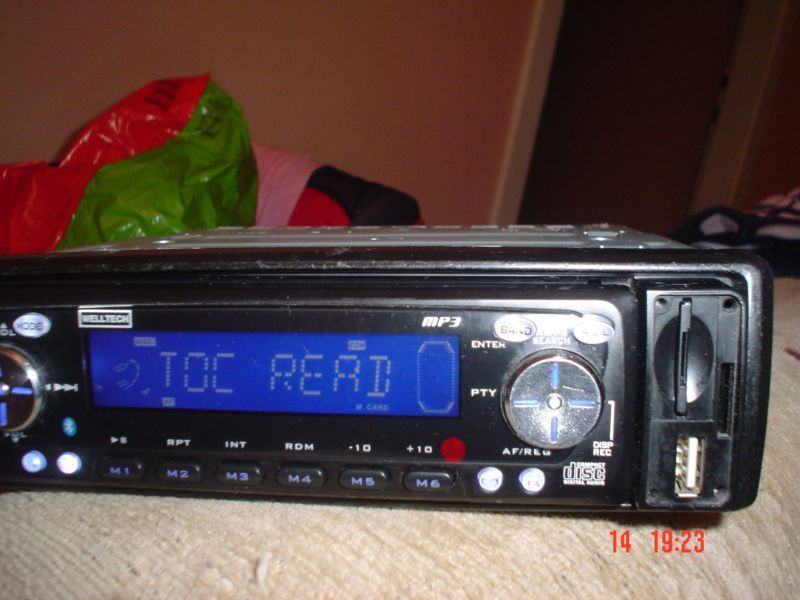 MODE
WELLTECH
MP3
BAND
ENTER
SEARCH
TOC READ
M.CARD
PTY
RPT INT RDM -10 +10
AF/REG
DISP
REC
M1 M2 M3 M4 M5 M6
TA
COMPACT
disc
DIGITAL AUDIO
14 19:23